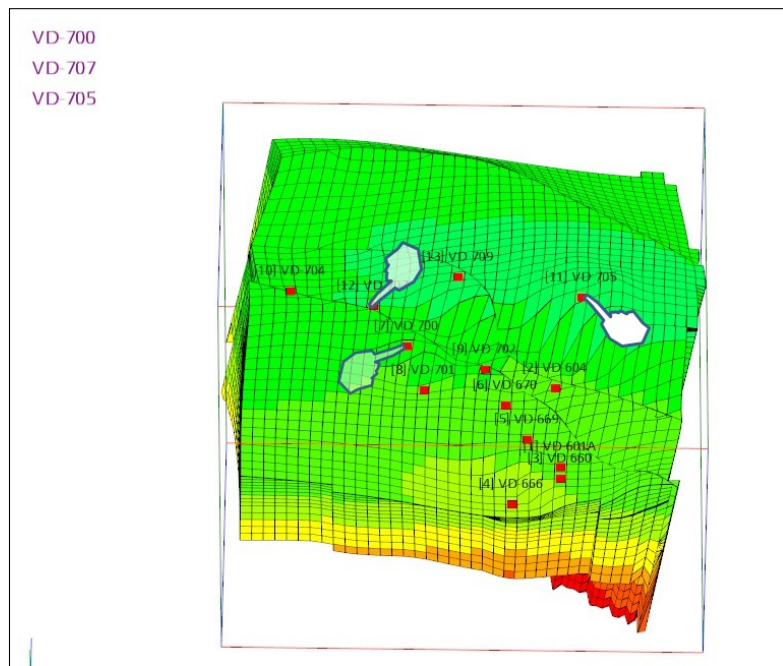 VD-700
VD-707
VD-705
[13] VD 709
[10] VD-704
[11] VD-705
[12] VD
[7] VD 700
[9] VD-702
[8] VD 701
[2] VD 604
[6] VD-670
[5] VD-669
[1] VD-601A
[3] VD-660
[4] VD-666